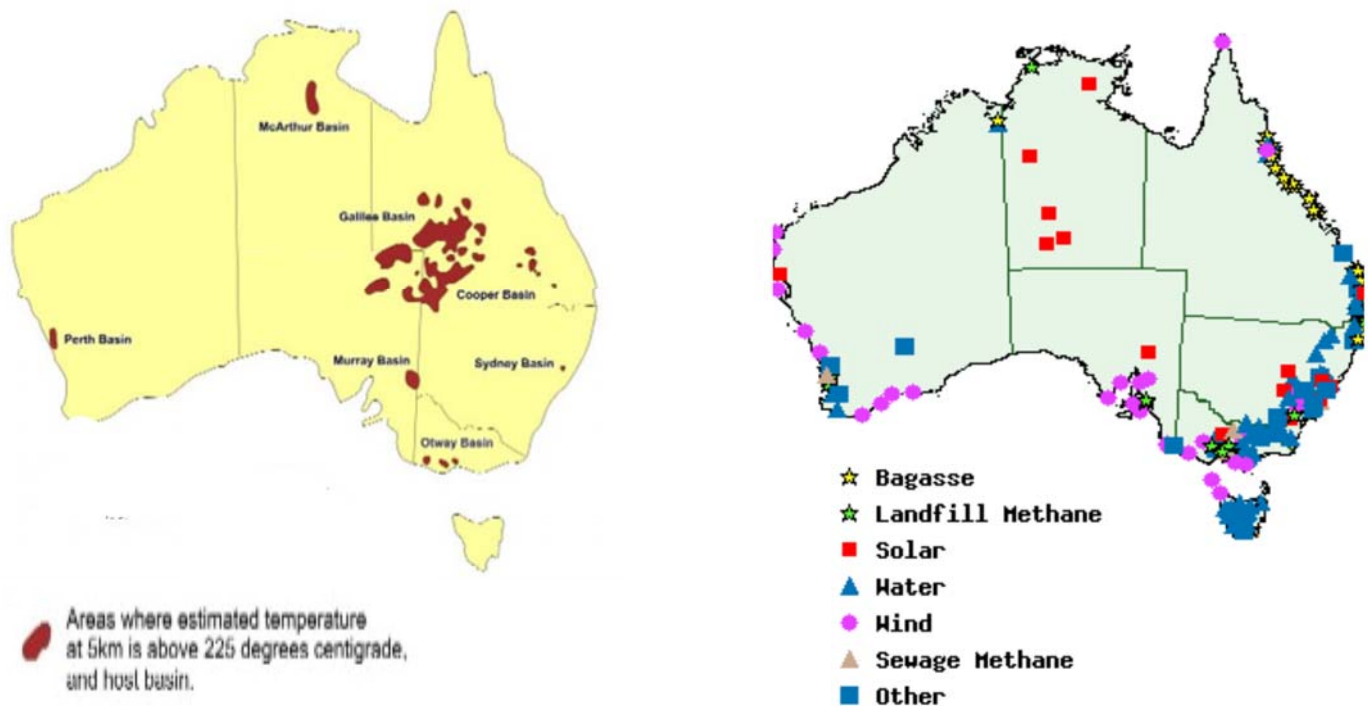 McArthur Basin
Galilee Basin
Cooper Basin
Perth Basin
Murray Basin
Sydney Basin
Otway Basin
Areas where estimated temperature
at 5km is above 225 degrees centigrade,
and host basin.
Bagasse
Landfill Methane
Solar
Water
Wind
Sewage Methane
Other